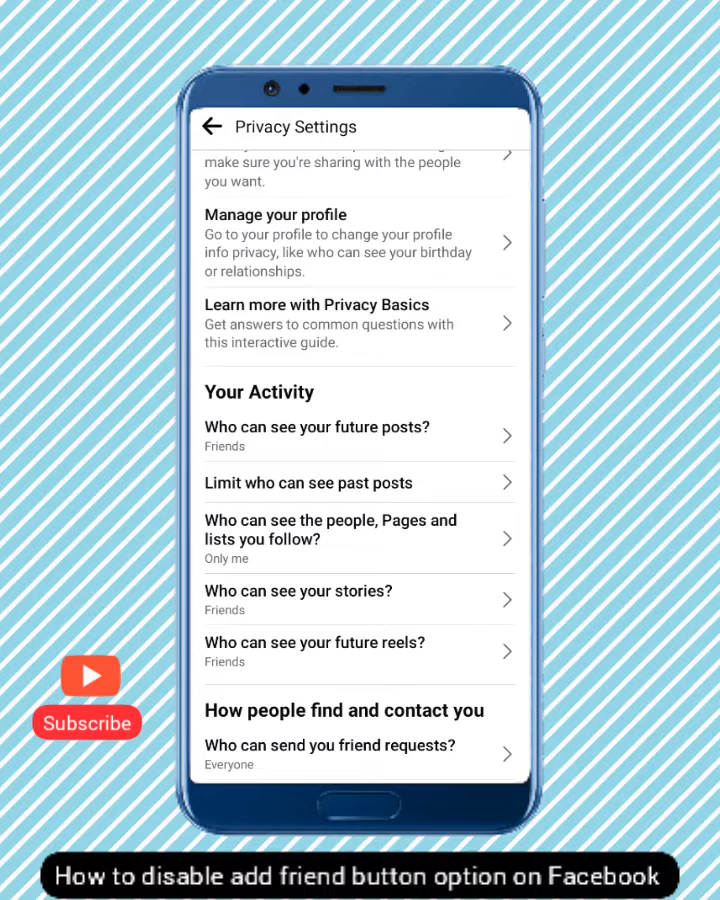 Privacy Settings
make sure you're sharing with the people
you want.
Manage your profile
Go to your profile to change your profile
info privacy, like who can see your birthday
or relationships.
Learn more with Privacy Basics
Get answers to common questions with
this interactive guide.
Your Activity
Who can see your future posts?
Friends
Limit who can see past posts
Who can see the people, Pages and
lists you follow?
Only me
Who can see your stories?
Friends
Who can see your future reels?
Friends
How people find and contact you
Who can send you friend requests?
Everyone
Subscribe
How to disable add friend button option on Facebook